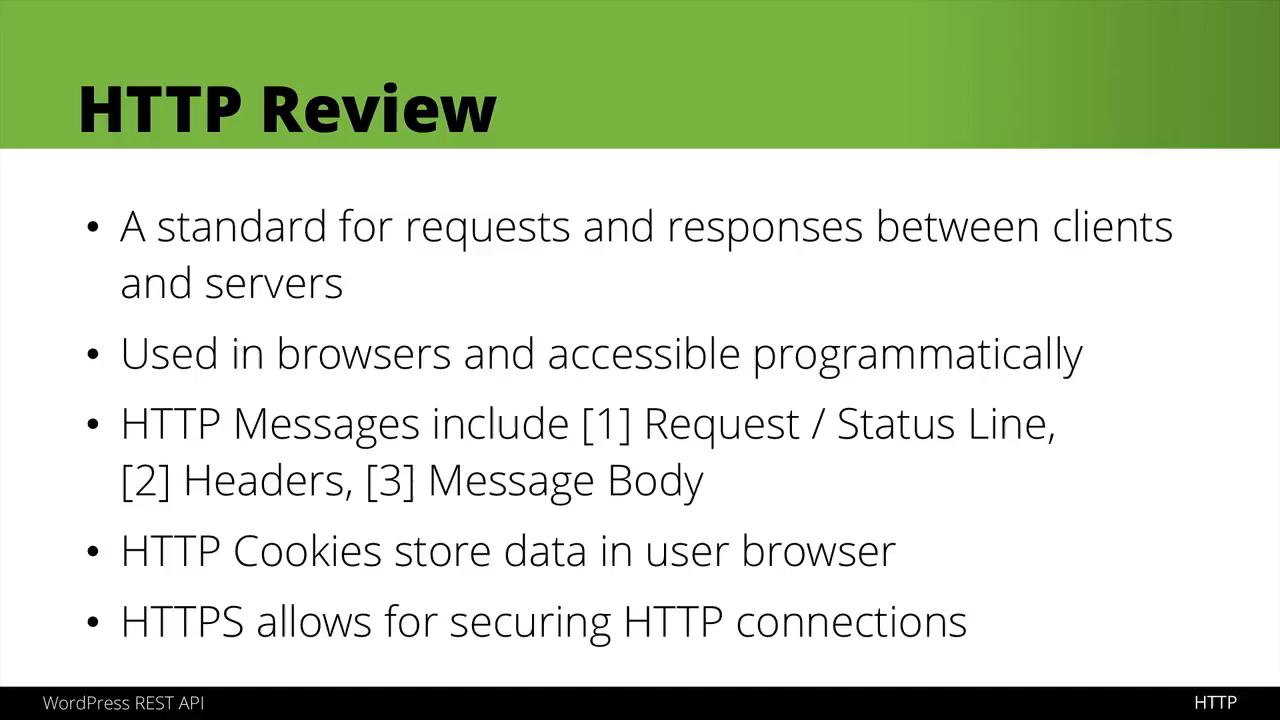 HTTP Review
• A standard for requests and responses between clients
and servers
• Used in browsers and accessible programmatically
• HTTP Messages include [1] Request / Status Line,
[2] Headers, [3] Message Body
• HTTP Cookies store data in user browser
• HTTPS allows for securing HTTP connections
WordPress REST API
HTTP